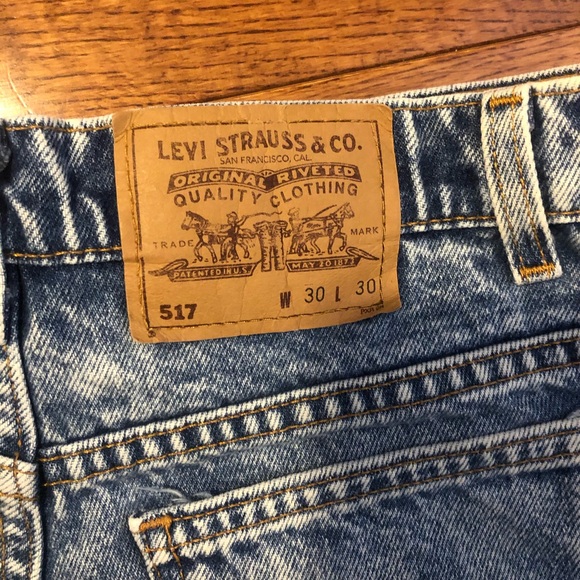 LEVI STRAUSS & CO.
SAN FRANCISCO, CAL.
ORIGINAL RIVETED
QUALITY CLOTHING
TRADE MARK
PATENTED IN U.S. MAY 20 1873
517 W 30 L 30